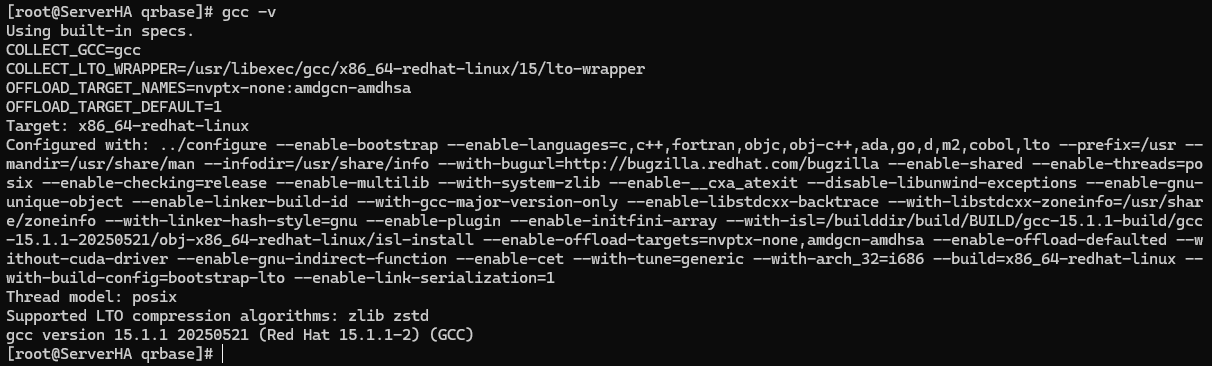 [root@ServerHA qrbase]# gcc -v
Using built-in specs.
COLLECT_GCC=gcc
COLLECT_LTO_WRAPPER=/usr/libexec/gcc/x86_64-redhat-linux/15/lto-wrapper
OFFLOAD_TARGET_NAMES=nvptx-none:amdgcn-amdhsa
OFFLOAD_TARGET_DEFAULT=1
Target: x86_64-redhat-linux
Configured with: ../configure --enable-bootstrap --enable-languages=c,c++,fortran,objc,obj-c++,ada,go,d,m2,cobol,lto --prefix=/usr --
mandir=/usr/share/man --infodir=/usr/share/info --with-bugurl=http://bugzilla.redhat.com/bugzilla --enable-shared --enable-threads=po
six --enable-checking=release --enable-multilib --with-system-zlib --enable-__cxa_atexit --disable-libunwind-exceptions --enable-gnu-
unique-object --enable-linker-build-id --with-gcc-major-version-only --enable-libstdcxx-backtrace --with-libstdcxx-zoneinfo=/usr/shar
e/zoneinfo --with-linker-hash-style=gnu --enable-plugin --enable-initfini-array --with-isl=/builddir/build/BUILD/gcc-15.1.1-build/gcc
-15.1.1-20250521/obj-x86_64-redhat-linux/isl-install --enable-offload-targets=nvptx-none,amdgcn-amdhsa --enable-offload-defaulted --w
ithout-cuda-driver --enable-gnu-indirect-function --enable-cet --with-tune=generic --with-arch_32=i686 --build=x86_64-redhat-linux --
with-build-config=bootstrap-lto --enable-link-serialization=1
Thread model: posix
Supported LTO compression algorithms: zlib zstd
gcc version 15.1.1 20250521 (Red Hat 15.1.1-2) (GCC)
[root@ServerHA qrbase]#